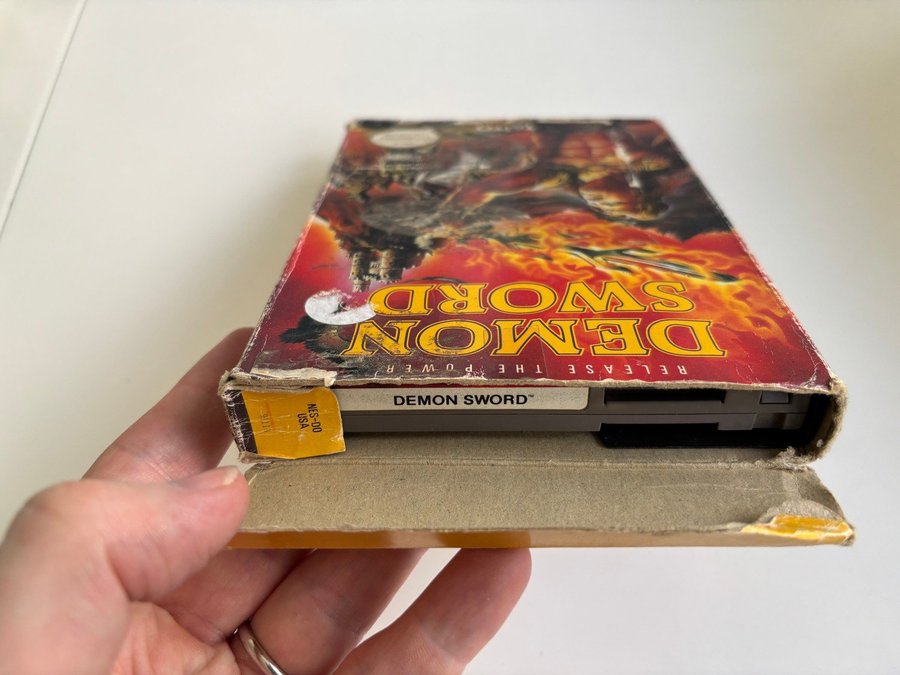 RELEASE THE POWER
DEMON
SWORD
DEMON SWORD™
NES-DO
USA